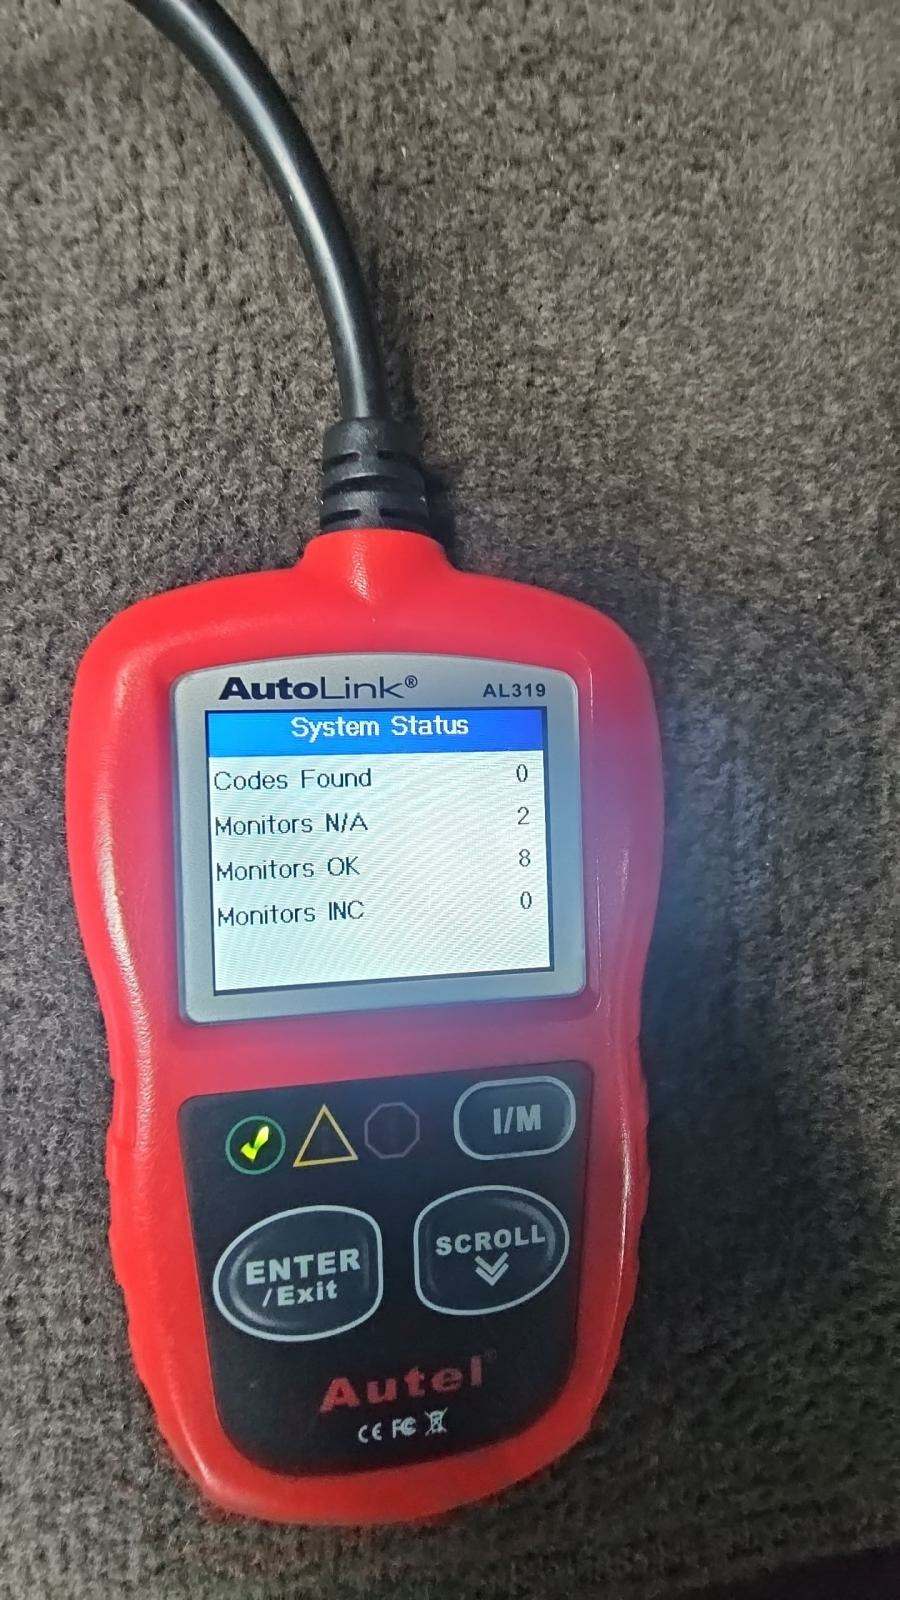 AutoLink® AL319
System Status
Codes Found 0
Monitors N/A 2
Monitors OK 8
Monitors INC 0
I/M
ENTER
/Exit
SCROLL
Autel®
CE FC